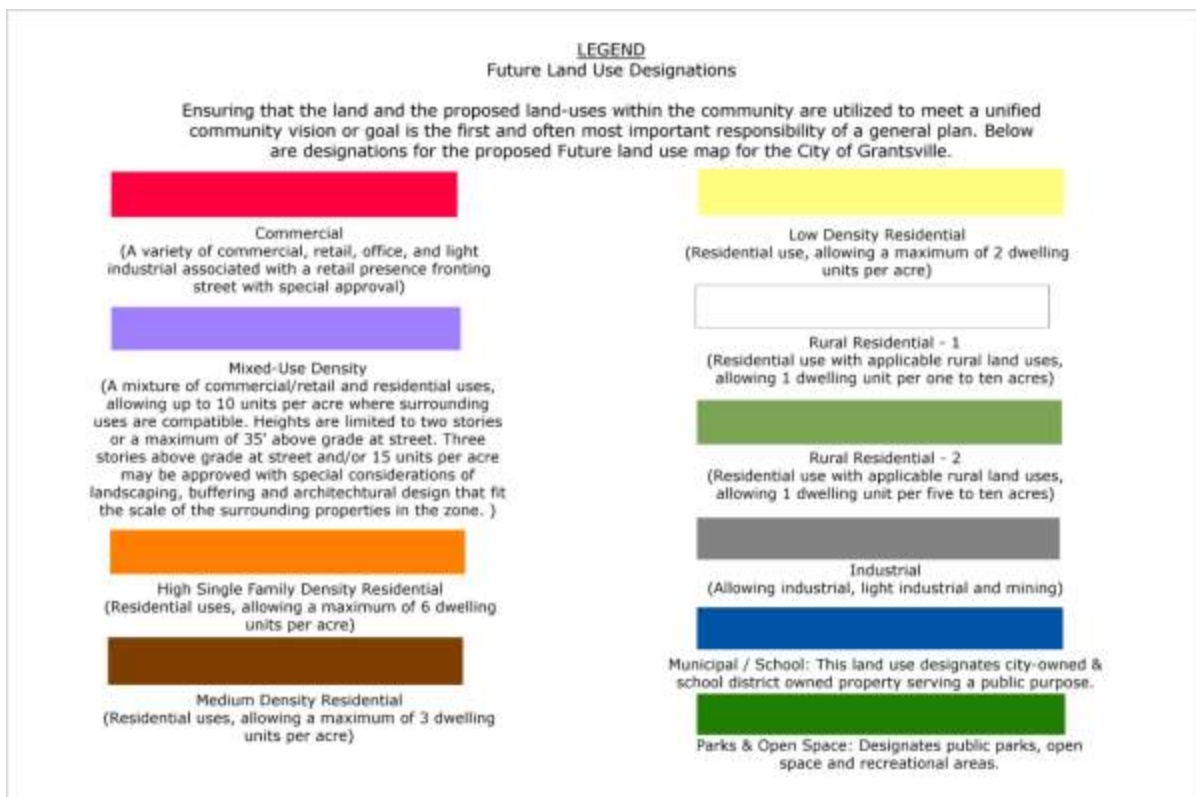 LEGEND
Future Land Use Designations
Ensuring that the land and the proposed land-uses within the community are utilized to meet a unified
community vision or goal is the first and often most important responsibility of a general plan. Below
are designations for the proposed Future land use map for the City of Grantsville.
Commercial
(A variety of commercial, retail, office, and light
industrial associated with a retail presence fronting
street with special approval)
Mixed-Use Density
(A mixture of commercial/retail and residential uses,
allowing up to 10 units per acre where surrounding
uses are compatible. Heights are limited to two stories
or a maximum of 35' above grade at street. Three
stories above grade at street and/or 15 units per acre
may be approved with special considerations of
landscaping, buffering and architechtural design that fit
the scale of the surrounding properties in the zone. )
High Single Family Density Residential
(Residential uses, allowing a maximum of 6 dwelling
units per acre)
Medium Density Residential
(Residential uses, allowing a maximum of 3 dwelling
units per acre)
Low Density Residential
(Residential use, allowing a maximum of 2 dwelling
units per acre)
Rural Residential - 1
(Residential use with applicable rural land uses,
allowing 1 dwelling unit per one to ten acres)
Rural Residential - 2
(Residential use with applicable rural land uses,
allowing 1 dwelling unit per five to ten acres)
Industrial
(Allowing industrial, light industrial and mining)
Municipal / School: This land use designates city-owned &
school district owned property serving a public purpose.
Parks & Open Space: Designates public parks, open
space and recreational areas.